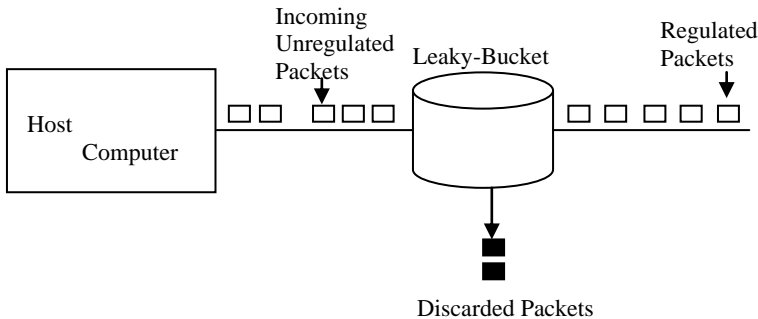 Incoming
Unregulated
Packets
Leaky-Bucket
Regulated
Packets
Host
Computer
Discarded Packets